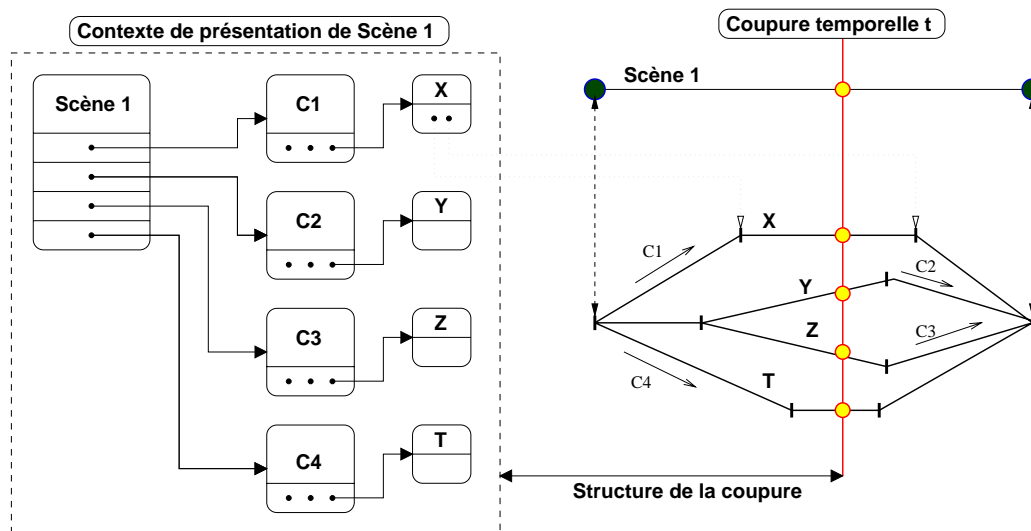 Contexte de présentation de Scène 1
Coupure temporelle t
Scène 1
C1
X
C2
Y
C3
Z
C4
T
Scène 1
X
C1
C2
Y
Z
C3
C4
T
Structure de la coupure